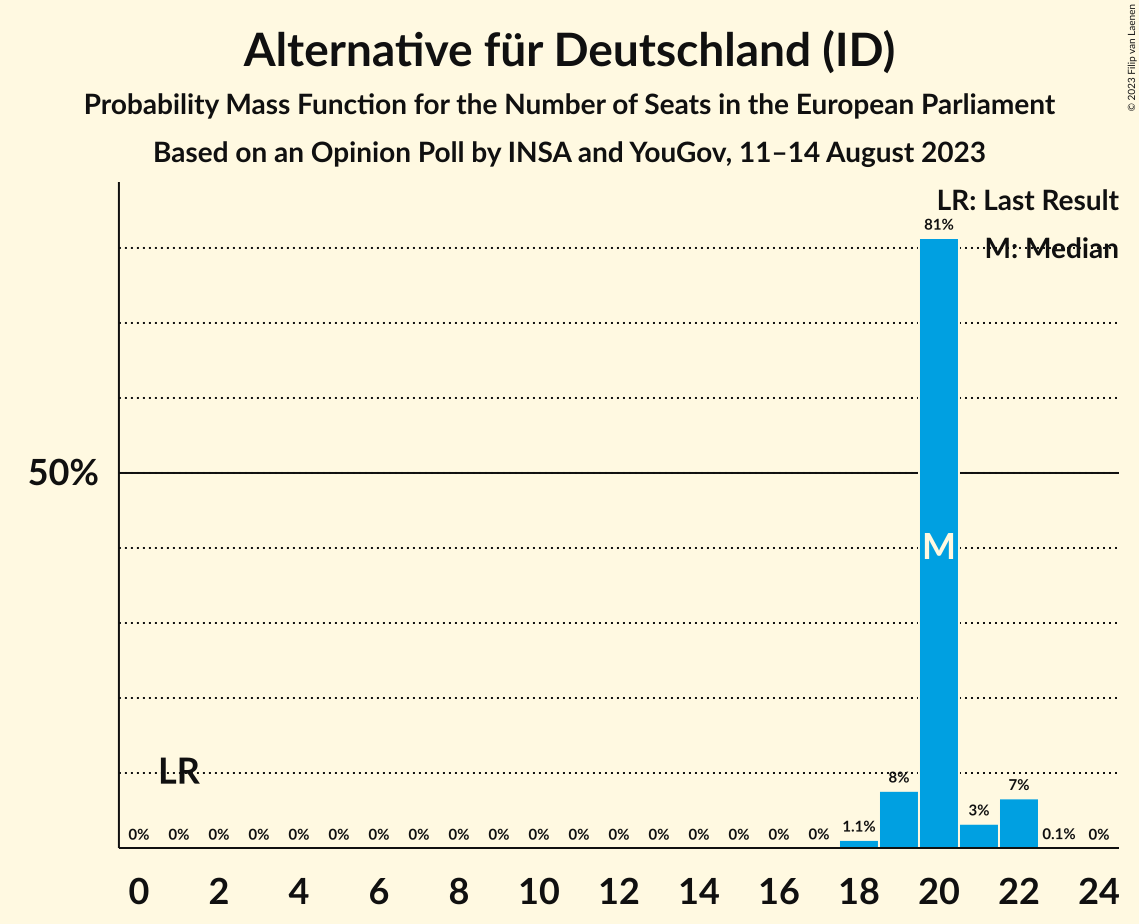 Alternative für Deutschland (ID)
Probability Mass Function for the Number of Seats in the European Parliament
Based on an Opinion Poll by INSA and YouGov, 11–14 August 2023
© 2023 Filip van Laenen
LR: Last Result
M: Median
81%
50%
M
LR
0% 0% 0% 0% 0% 0% 0% 0% 0% 0% 0% 0% 0% 0% 0% 0% 0% 0% 1.1% 8% 3% 7% 0.1% 0%
0 2 4 6 8 10 12 14 16 18 20 22 24